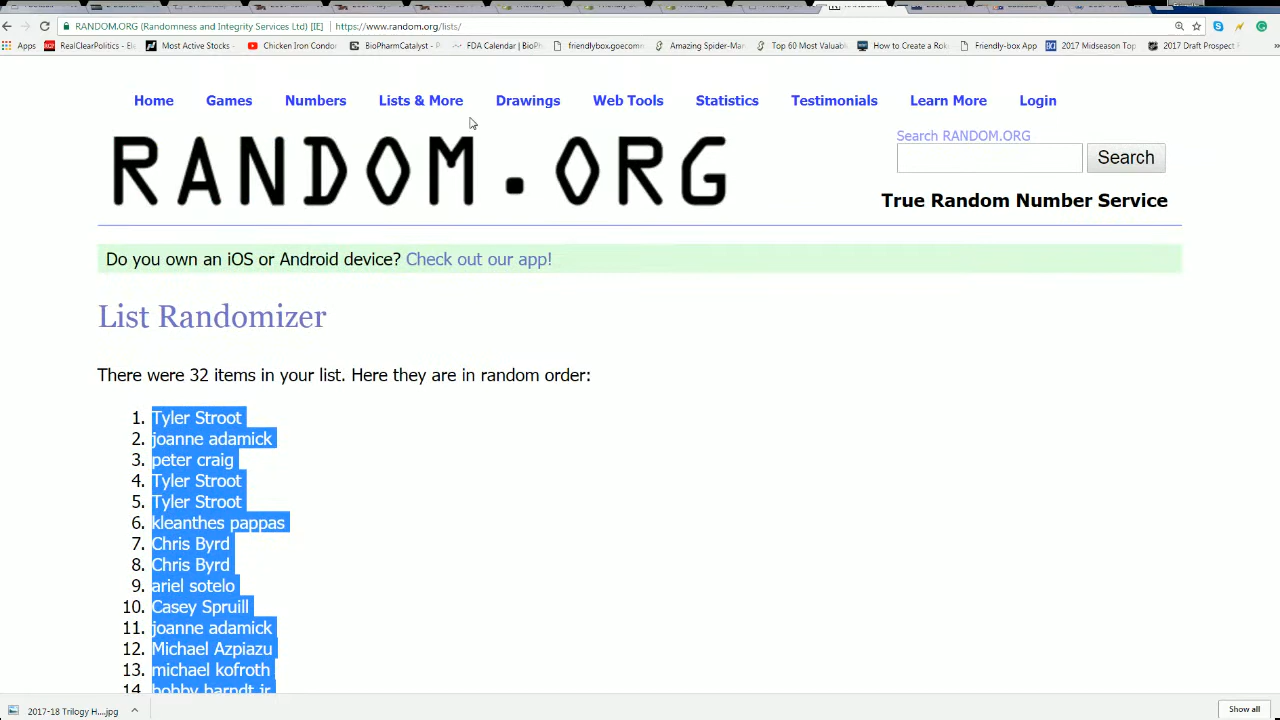 RANDOM.ORG (Randomness and Integrity Services Ltd) [IE] https://www.random.org/lists/
Apps RealClearPolitics - Ele Most Active Stocks - Chicken Iron Condor BioPharmCatalyst - P FDA Calendar | BioPh friendlybox.goecomm Amazing Spider-Man Top 60 Most Valuabl How to Create a Rok Friendly-box App 2017 Midseason Top 2017 Draft Prospect F
Home Games Numbers Lists & More Drawings Web Tools Statistics Testimonials Learn More Login
RANDOM.ORG
Search RANDOM.ORG
Search
True Random Number Service
Do you own an iOS or Android device? Check out our app!
List Randomizer
There were 32 items in your list. Here they are in random order:
1. Tyler Stroot
2. joanne adamick
3. peter craig
4. Tyler Stroot
5. Tyler Stroot
6. kleanthes pappas
7. Chris Byrd
8. Chris Byrd
9. ariel sotelo
10. Casey Spruill
11. joanne adamick
12. Michael Azpiazu
13. michael kofroth
14. bobby barndt jr
2017-18 Trilogy H....jpg
Show all